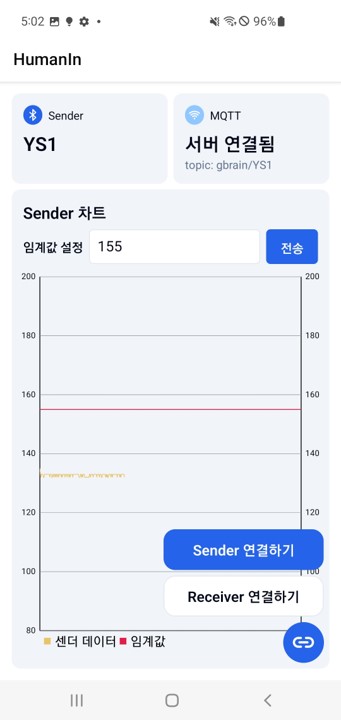 5:02 96%
HumanIn
Sender MQTT
YS1 서버 연결됨
topic: gbrain/YS1
Sender 차트
임계값 설정 155 전송
200 200
180 180
160 160
140 140
120 120
Sender 연결하기
100 100
Receiver 연결하기
80
센더 데이터 임계값